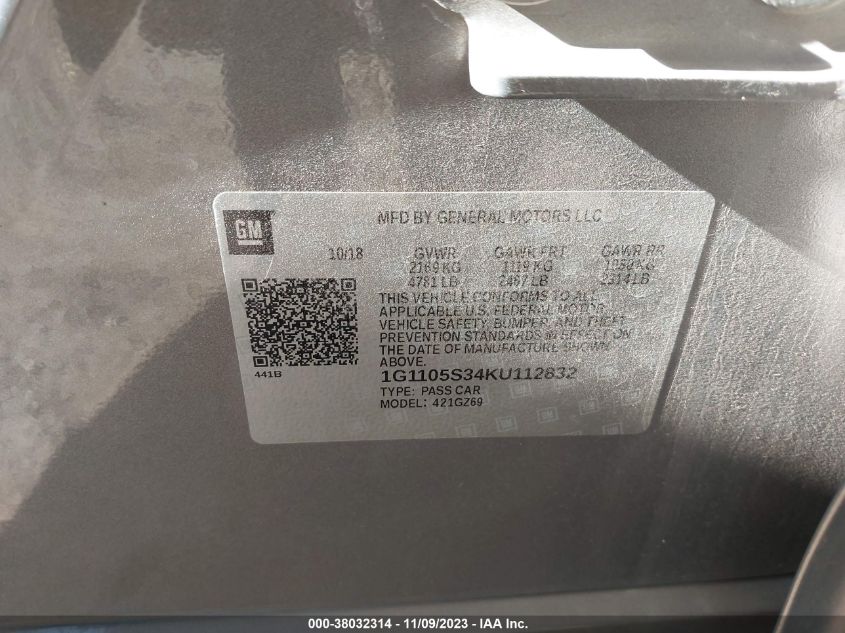 GM
MFD BY GENERAL MOTORS LLC
10/18 GVWR GAWR FRT GAWR RR
2169 KG 1119 KG 1050 KG
4781 LB 2467 LB 2314 LB
THIS VEHICLE CONFORMS TO ALL
APPLICABLE U.S. FEDERAL MOTOR
VEHICLE SAFETY, BUMPER, AND THEFT
PREVENTION STANDARDS IN EFFECT ON
THE DATE OF MANUFACTURE SHOWN
ABOVE.
441B
1G1105S34KU112832
TYPE: PASS CAR
MODEL: 421GZ69
000-38032314 - 11/09/2023 - IAA Inc.